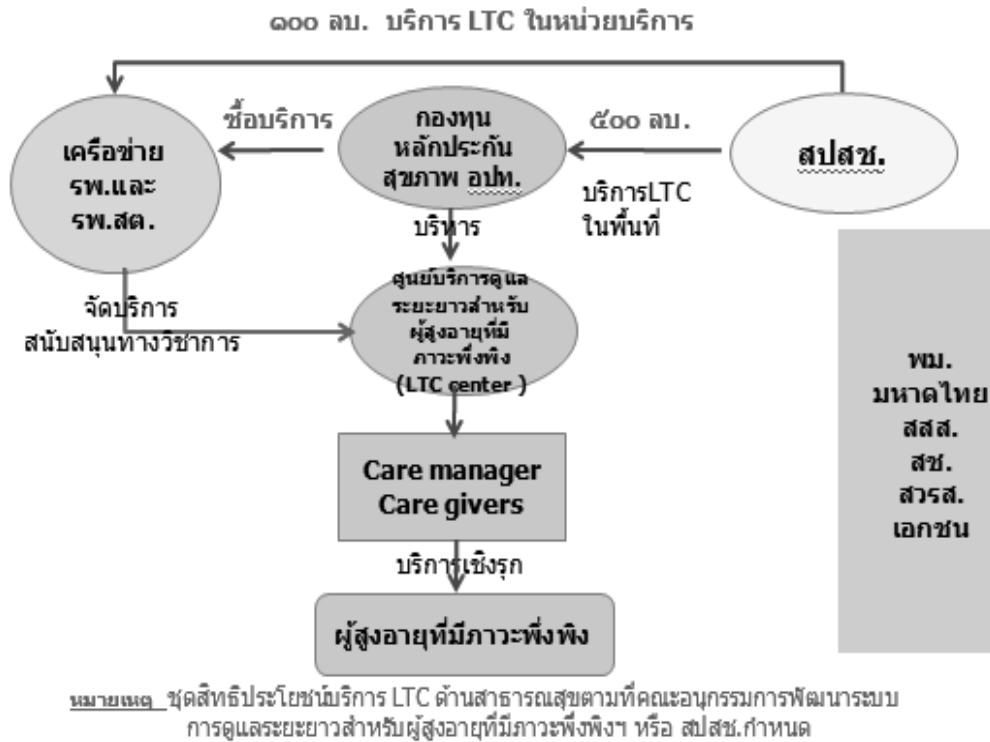 ๑๐๐ ลบ. บริการ LTC ในหน่วยบริการ
เครือข่าย
รพ.และ
รพ.สต.
ซื้อบริการ
กองทุน
หลักประกัน
สุขภาพ อปท.
๕๐๐ ลบ.
สปสช.
บริการLTC
ในพื้นที่
บริหาร
จัดบริการ
สนับสนุนทางวิชาการ
ศูนย์บริการดูแล
ระยะยาวสำหรับ
ผู้สูงอายุที่มี
ภาวะพึ่งพิง
(LTC center )
Care manager
Care givers
บริการเชิงรุก
ผู้สูงอายุที่มีภาวะพึ่งพิง
พม.
มหาดไทย
สสส.
สช.
สวรส.
เอกชน
หมายเหตุ ชุดสิทธิประโยชน์บริการ LTC ด้านสาธารณสุขตามที่คณะอนุกรรมการพัฒนาระบบ
การดูแลระยะยาวสำหรับผู้สูงอายุที่มีภาวะพึ่งพิงฯ หรือ สปสช.กำหนด